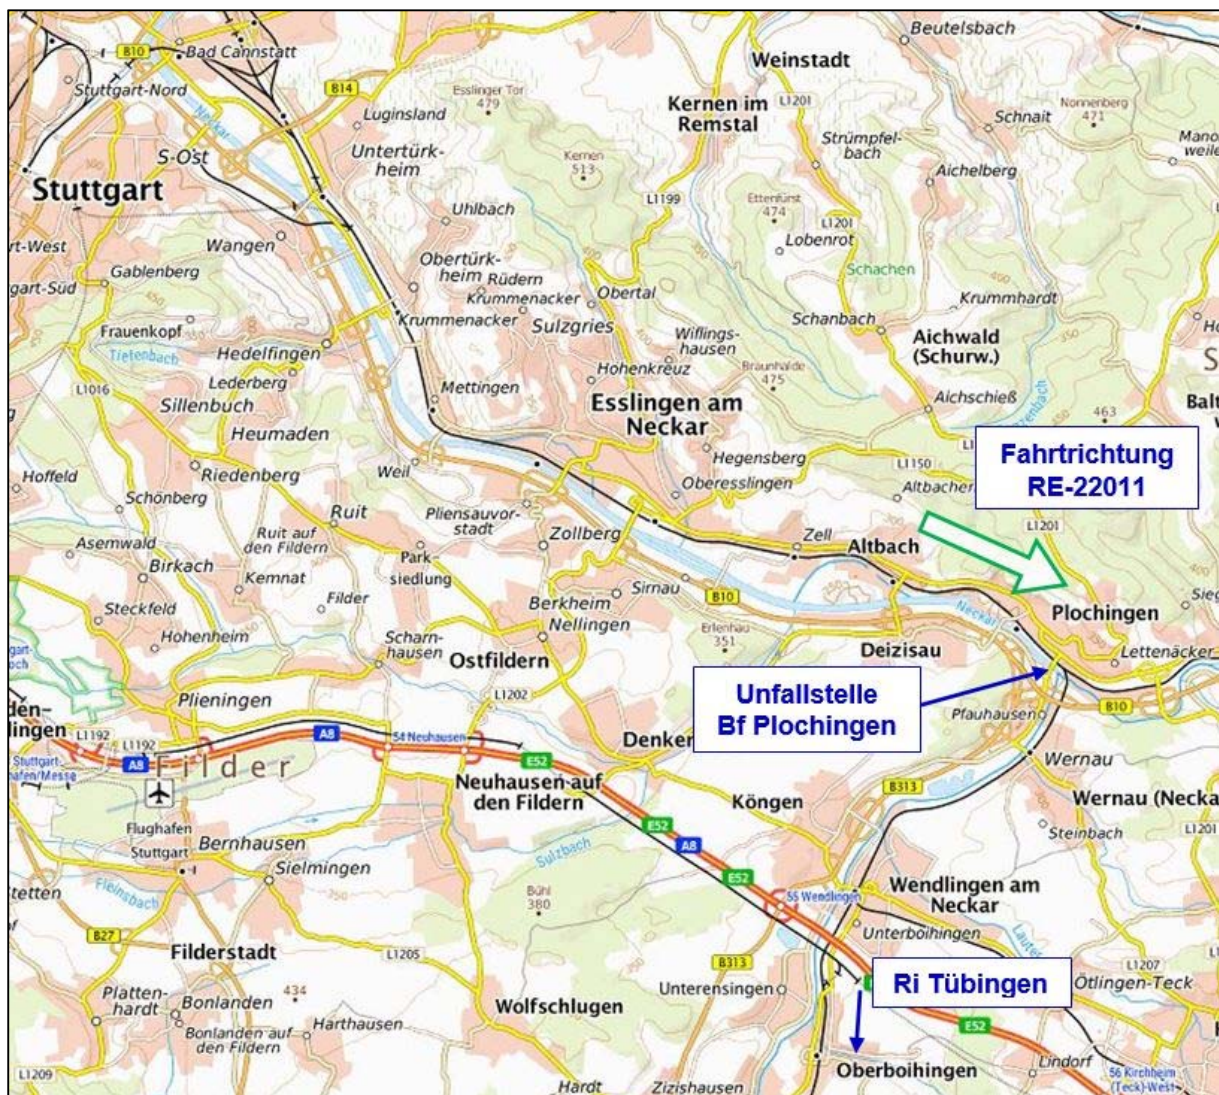 Beutelsbach
B10
Bad Cannstatt
Weinstadt
Stuttgart-Nord
B14
Esslinger Tor
479
L1201
Nonnenberg
471
Neckar
Luginsland
Kernen im
Remstal
Schnait
Strümpfel-
bach
S-Ost
Untertürk-
heim
Kernen
513
Aichelberg
Stuttgart
L1199
Ettenfürst
474
Uhlbach
L1201
Wangen
Lobenrot
Gablenberg
Obertürk-
heim
Rüdern
Schachen
Krummenacker
Obertal
Krummhardt
Frauenkopf
Krummenacker
Sulzgries
Schanbach
Wiflings-
hausen
Aichwald
(Schurw.)
Tiefenbach
Hedelfingen
Lederberg
Hohenkreuz
Braunhalde
475
L1016
Mettingen
Sillenbuch
Esslingen am
Neckar
Aichschieß
463
Heumaden
Fahrtrichtung
RE-22011
Hegensberg
Hoffeld
Riedenberg
Weil
L1150
Oberesslingen
Schönberg
Pliensauvor-
stadt
L1201
Ruit
Ruit auf
den Fildern
Zollberg
Zell
Altbach
Asemwald
Birkach
Park-
siedlung
Kemnat
Sirnau
B10
Steckfeld
Filder
Berkheim
Neckar
Plochingen
Nellingen
Erlenhau
351
Hohenheim
Scharn-
hausen
Deizisau
Lettenäcker
Ostfildern
Unfallstelle
Bf Plochingen
Plieningen
L1202
B10
Pfauhausen
L1192
L1192
A8
54 Neuhausen
Wernau
A8
E52
Filder
B313
Neuhausen auf
den Fildern
Köngen
Wernau (Necka
Flughafen
Stuttgart
E52
Steinbach
L1201
Bernhausen
A8
Sulzbach
Sielmingen
E52
Wendlingen am
Neckar
Fleinsbach
Bühl
380
55 Wendlingen
Unterboihingen
B27
Lauter
Filderstadt
L1205
B313
L1207
Unterensingen
Ri Tübingen
Ötlingen-Teck
Platten-
hardt
434
Bonlanden
Wolfschlugen
Bonlanden auf
den Fildern
Harthausen
E52
Lindorf
Oberboihingen
L1209
Hardt
Zizishausen
56 Kirchheim
(Teck)-West